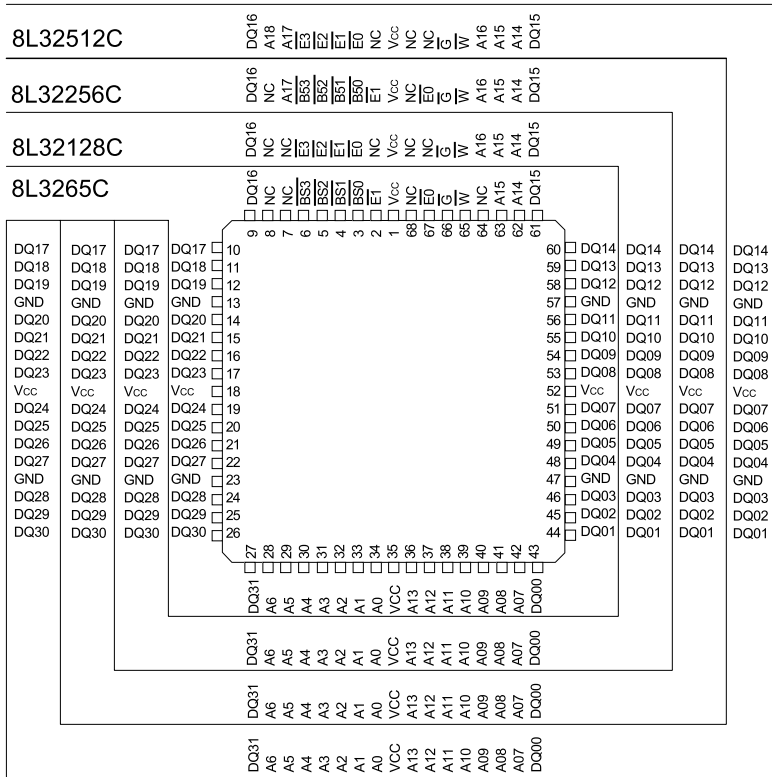 8L32512C
DQ16 A18 A17 E3 E2 E1 E0 NC Vcc NC NC G W A16 A15 A14 DQ15
8L32256C
DQ16 NC A17 BS3 BS2 BS1 BS0 E1 Vcc NC E0 G W A16 A15 A14 DQ15
8L32128C
DQ16 NC NC E3 E2 E1 E0 NC Vcc NC NC G W A16 A15 A14 DQ15
8L3265C
DQ16 NC NC BS3 BS2 BS1 BS0 E1 Vcc NC E0 G W NC A15 A14 DQ15
9 8 7 6 5 4 3 2 1 68 67 66 65 64 63 62 61
DQ17 DQ17 DQ17 DQ17 10 60 DQ14 DQ14 DQ14 DQ14
DQ18 DQ18 DQ18 DQ18 11 59 DQ13 DQ13 DQ13 DQ13
DQ19 DQ19 DQ19 DQ19 12 58 DQ12 DQ12 DQ12 DQ12
GND GND GND GND 13 57 GND GND GND GND
DQ20 DQ20 DQ20 DQ20 14 56 DQ11 DQ11 DQ11 DQ11
DQ21 DQ21 DQ21 DQ21 15 55 DQ10 DQ10 DQ10 DQ10
DQ22 DQ22 DQ22 DQ22 16 54 DQ09 DQ09 DQ09 DQ09
DQ23 DQ23 DQ23 DQ23 17 53 DQ08 DQ08 DQ08 DQ08
Vcc Vcc Vcc Vcc 18 52 Vcc Vcc Vcc Vcc
DQ24 DQ24 DQ24 DQ24 19 51 DQ07 DQ07 DQ07 DQ07
DQ25 DQ25 DQ25 DQ25 20 50 DQ06 DQ06 DQ06 DQ06
DQ26 DQ26 DQ26 DQ26 21 49 DQ05 DQ05 DQ05 DQ05
DQ27 DQ27 DQ27 DQ27 22 48 DQ04 DQ04 DQ04 DQ04
GND GND GND GND 23 47 GND GND GND GND
DQ28 DQ28 DQ28 DQ28 24 46 DQ03 DQ03 DQ03 DQ03
DQ29 DQ29 DQ29 DQ29 25 45 DQ02 DQ02 DQ02 DQ02
DQ30 DQ30 DQ30 DQ30 26 44 DQ01 DQ01 DQ01 DQ01
27 28 29 30 31 32 33 34 35 36 37 38 39 40 41 42 43
DQ31 A6 A5 A4 A3 A2 A1 A0 VCC A13 A12 A11 A10 A09 A08 A07 DQ00
DQ31 A6 A5 A4 A3 A2 A1 A0 VCC A13 A12 A11 A10 A09 A08 A07 DQ00
DQ31 A6 A5 A4 A3 A2 A1 A0 VCC A13 A12 A11 A10 A09 A08 A07 DQ00
DQ31 A6 A5 A4 A3 A2 A1 A0 VCC A13 A12 A11 A10 A09 A08 A07 DQ00